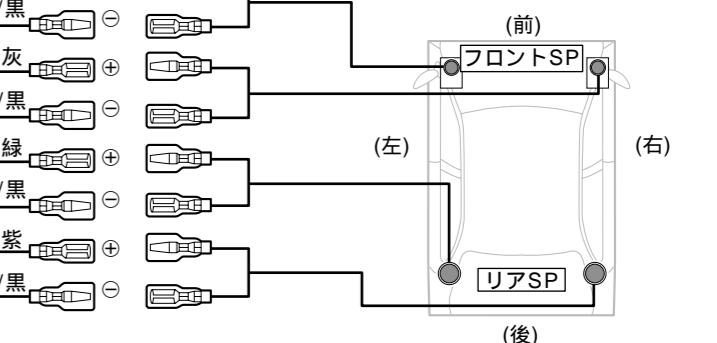 /黒 ⊖
灰 ⊕
/黒 ⊖
緑 ⊕
/黒 ⊖
紫 ⊕
/黒 ⊖
(前)
フロントSP
(左)
(右)
リアSP
(後)